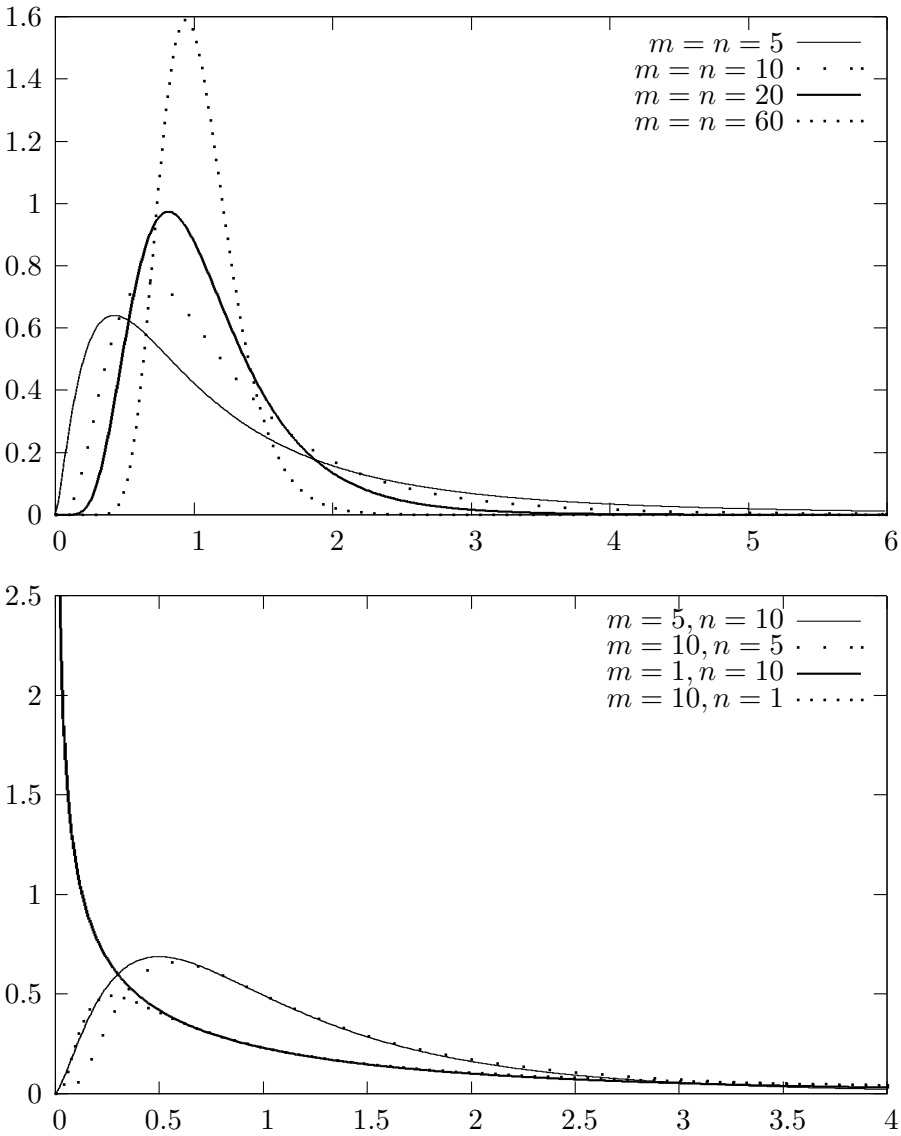 1.6
1.4
1.2
1
0.8
0.6
0.4
0.2
0
m = n = 5
m = n = 10
m = n = 20
m = n = 60
0 1 2 3 4 5 6
2.5
2
1.5
1
0.5
0
m = 5, n = 10
m = 10, n = 5
m = 1, n = 10
m = 10, n = 1
0 0.5 1 1.5 2 2.5 3 3.5 4